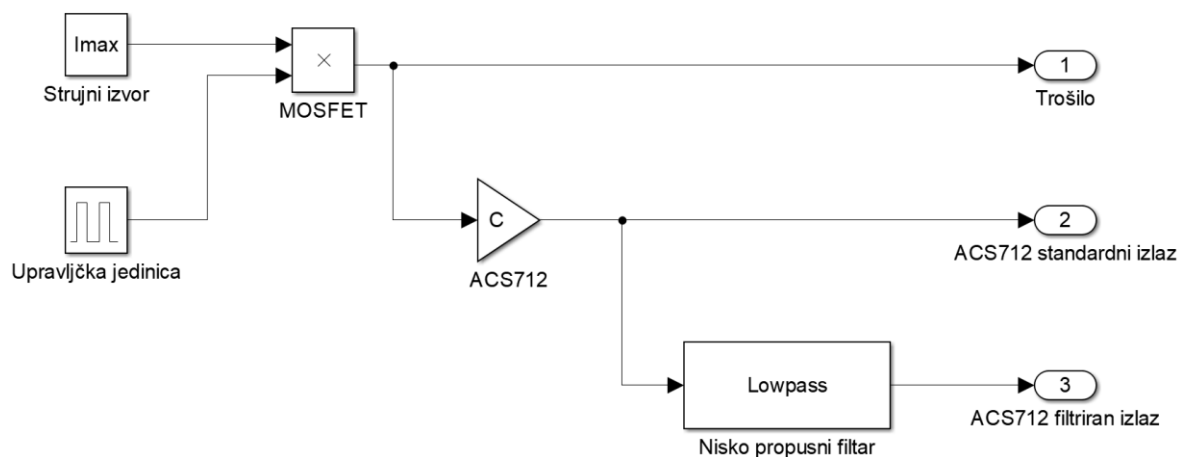 Imax
Strujni izvor
×
MOSFET
1
Trošilo
Upravljčka jedinica
C
ACS712
2
ACS712 standardni izlaz
Lowpass
Nisko propusni filtar
3
ACS712 filtriran izlaz